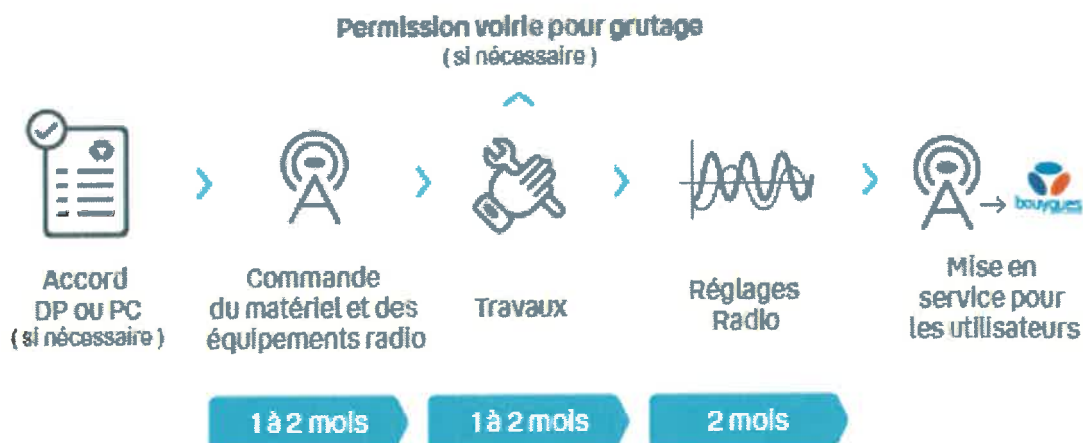 Permission voirie pour grutage
( si nécessaire )
Accord
DP ou PC
( si nécessaire )
Commande
du matériel et des
équipements radio
Travaux
Réglages
Radio
bouygues
Mise en
service pour
les utilisateurs
1 à 2 mois
1 à 2 mois
2 mois